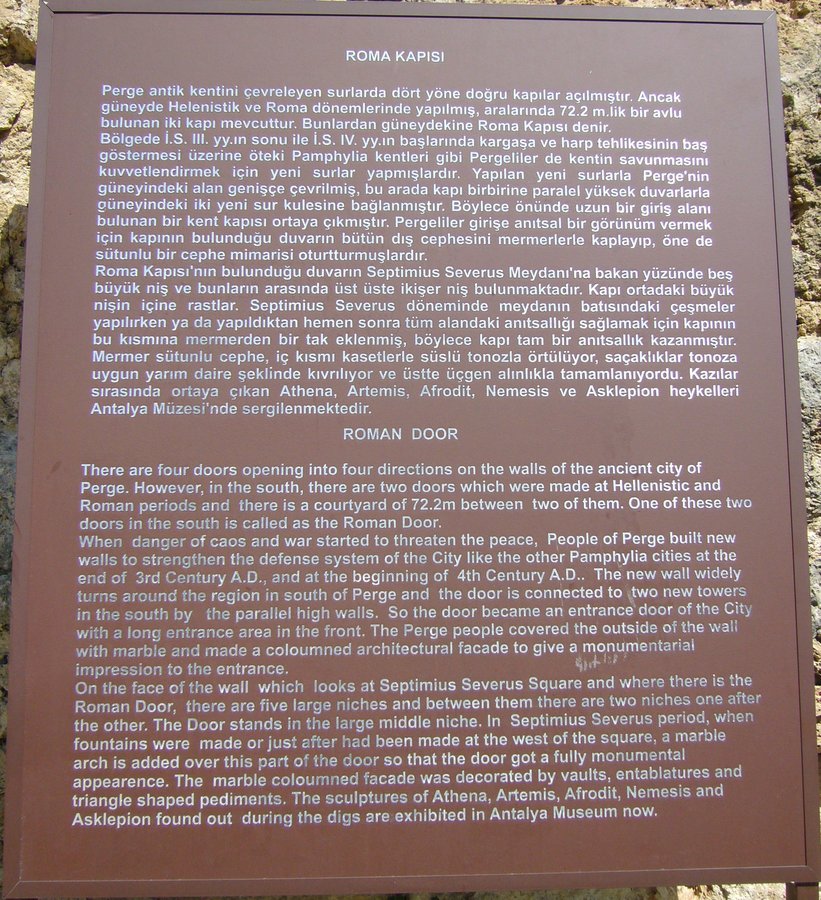 ROMA KAPISI
Perge antik kentini çevreleyen surlarda dört yöne doğru kapılar açılmıştır. Ancak
güneyde Helenistik ve Roma dönemlerinde yapılmış, aralarında 72.2 m.lik bir avlu
bulunan iki kapı mevcuttur. Bunlardan güneydekine Roma Kapısı denir.
Bölgede İ.S. III. yy.ın sonu ile İ.S. IV. yy.ın başlarında kargaşa ve harp tehlikesinin baş
göstermesi üzerine öteki Pamphylia kentleri gibi Pergeliler de kentin savunmasını
kuvvetlendirmek için yeni surlar yapmışlardır. Yapılan yeni surlarla Perge'nin
güneyindeki alan genişçe çevrilmiş, bu arada kapı birbirine paralel yüksek duvarlarla
güneyindeki iki yeni sur kulesine bağlanmıştır. Böylece önünde uzun bir giriş alanı
bulunan bir kent kapısı ortaya çıkmıştır. Pergeliler girişe anıtsal bir görünüm vermek
için kapının bulunduğu duvarın bütün dış cephesini mermerlerle kaplayıp, öne de
sütunlu bir cephe mimarisi oturtturmuşlardır.
Roma Kapısı'nın bulunduğu duvarın Septimius Severus Meydanı'na bakan yüzünde beş
büyük niş ve bunların arasında üst üste ikişer niş bulunmaktadır. Kapı ortadaki büyük
nişin içine rastlar. Septimius Severus döneminde meydanın batısındaki çeşmeler
yapılırken ya da yapıldıktan hemen sonra tüm alandaki anıtsallığı sağlamak için kapının
bu kısmına mermerden bir tak eklenmiş, böylece kapı tam bir anıtsallık kazanmıştır.
Mermer sütunlu cephe, iç kısmı kasetlerle süslü tonozla örtülüyor, saçaklıklar tonoza
uygun yarım daire şeklinde kıvrılıyor ve üstte üçgen alınlıkla tamamlanıyordu. Kazılar
sırasında ortaya çıkan Athena, Artemis, Afrodit, Nemesis ve Asklepion heykelleri
Antalya Müzesi'nde sergilenmektedir.
ROMAN DOOR
There are four doors opening into four directions on the walls of the ancient city of
Perge. However, in the south, there are two doors which were made at Hellenistic and
Roman periods and there is a courtyard of 72.2m between two of them. One of these two
doors in the south is called as the Roman Door.
When danger of caos and war started to threaten the peace, People of Perge built new
walls to strengthen the defense system of the City like the other Pamphylia cities at the
end of 3rd Century A.D., and at the beginning of 4th Century A.D.. The new wall widely
turns around the region in south of Perge and the door is connected to two new towers
in the south by the parallel high walls. So the door became an entrance door of the City
with a long entrance area in the front. The Perge people covered the outside of the wall
with marble and made a coloumned architectural facade to give a monumentarial
impression to the entrance.
On the face of the wall which looks at Septimius Severus Square and where there is the
Roman Door, there are five large niches and between them there are two niches one after
the other. The Door stands in the large middle niche. In Septimius Severus period, when
fountains were made or just after had been made at the west of the square, a marble
arch is added over this part of the door so that the door got a fully monumental
appearence. The marble coloumned facade was decorated by vaults, entablatures and
triangle shaped pediments. The sculptures of Athena, Artemis, Afrodit, Nemesis and
Asklepion found out during the digs are exhibited in Antalya Museum now.